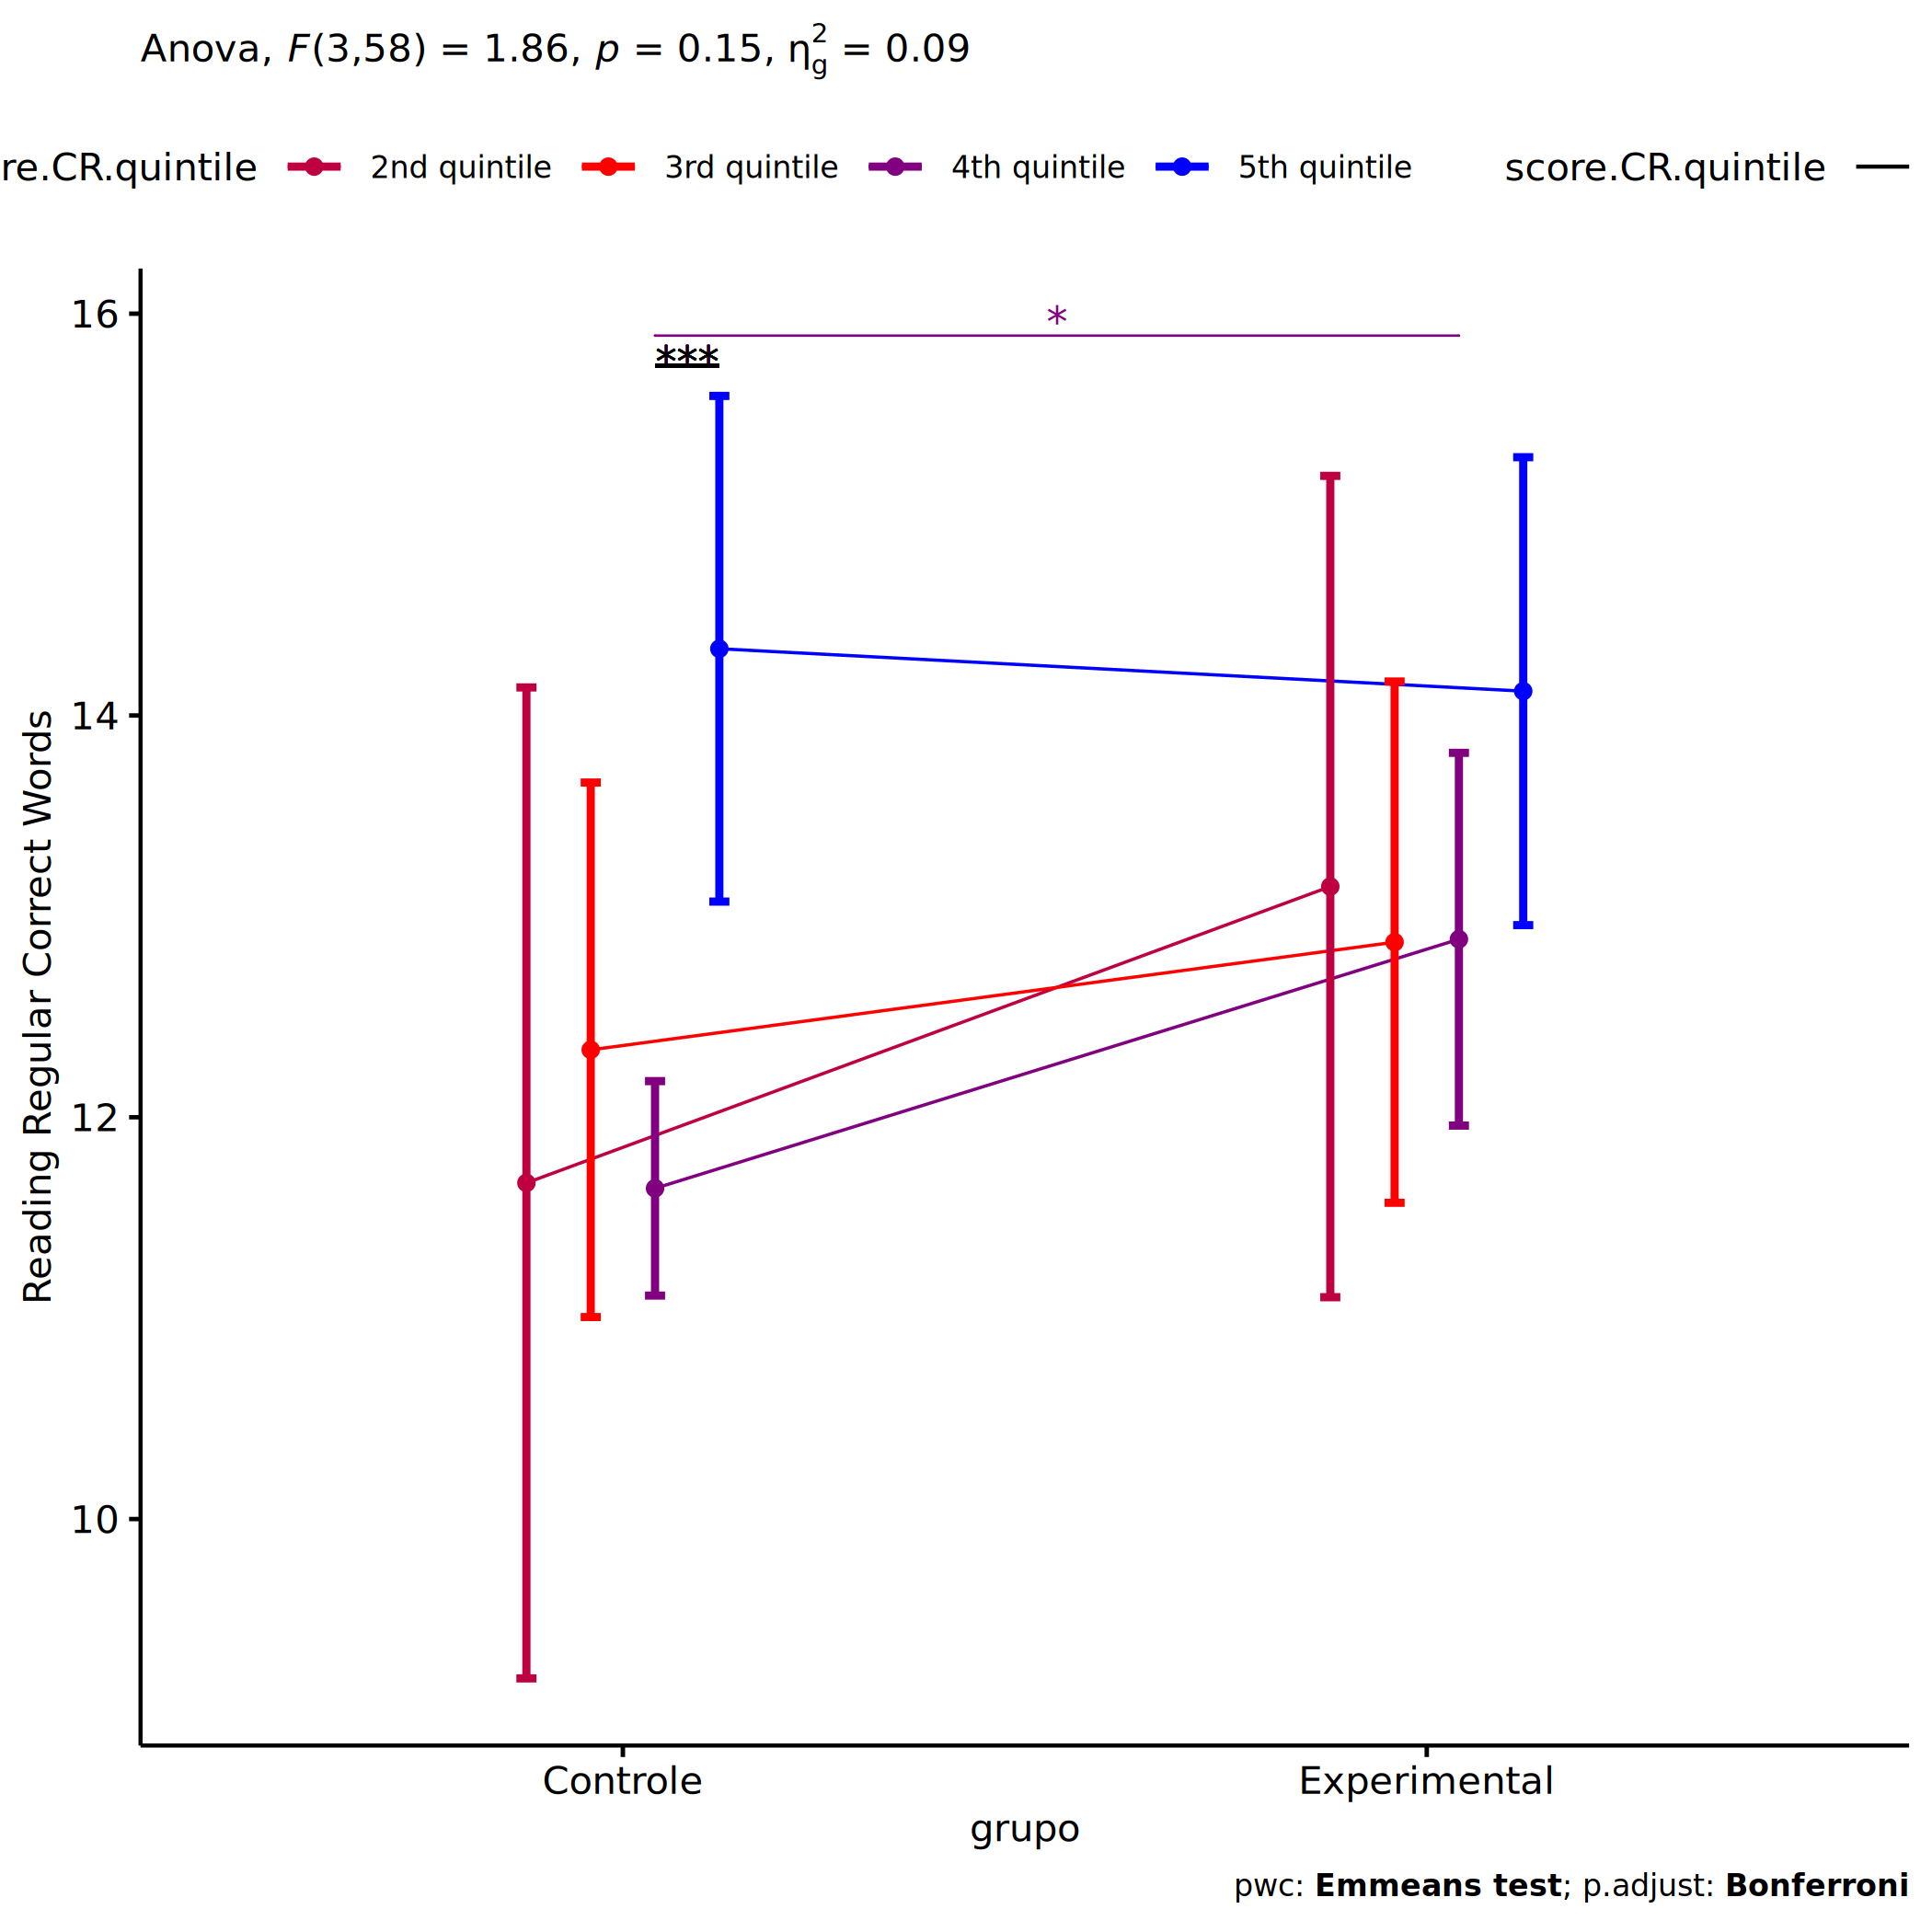 Anova, F(3,58) = 1.86, p = 0.15, η²g = 0.09
re.CR.quintile 2nd quintile 3rd quintile 4th quintile 5th quintile score.CR.quintile
16
14
12
10
*
***
Reading Regular Correct Words
Controle Experimental
grupo
pwc: Emmeans test; p.adjust: Bonferroni